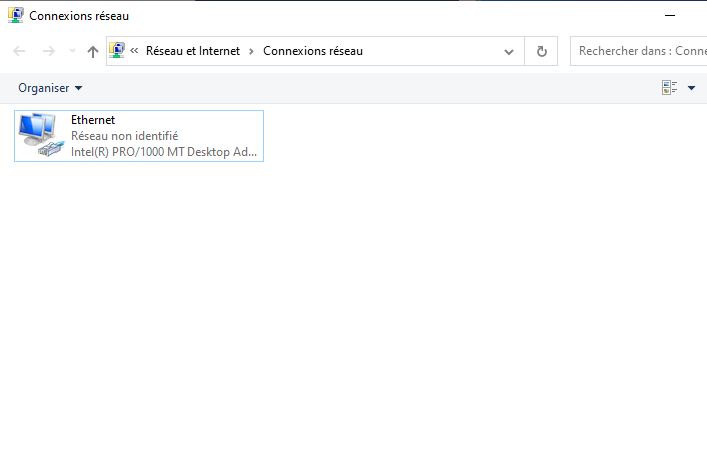 Connexions réseau
« Réseau et Internet > Connexions réseau
Rechercher dans : Conne
Organiser
Ethernet
Réseau non identifié
Intel(R) PRO/1000 MT Desktop Ad...